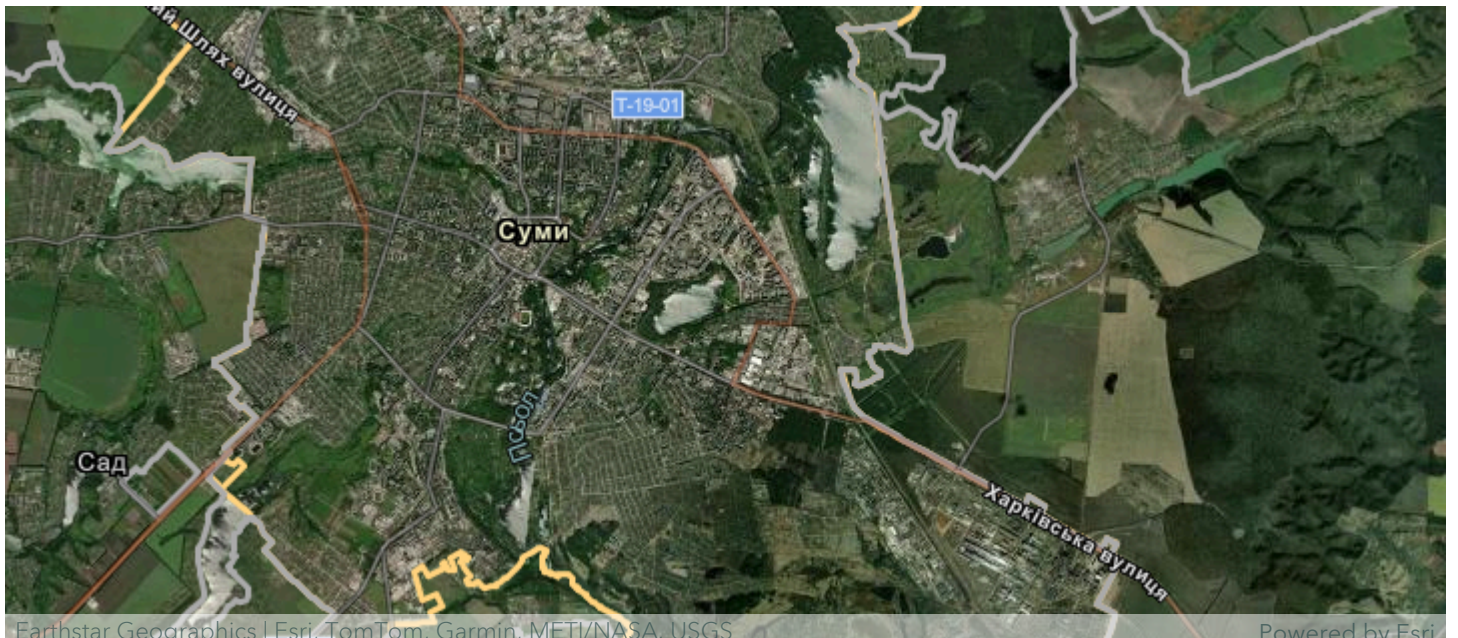 ий Шлях вулиця
Т-19-01
Суми
Псьол
Сад
Харківська вулиця
Earthstar Geographics | Esri, TomTom, Garmin, METI/NASA, USGS
Powered by Esri